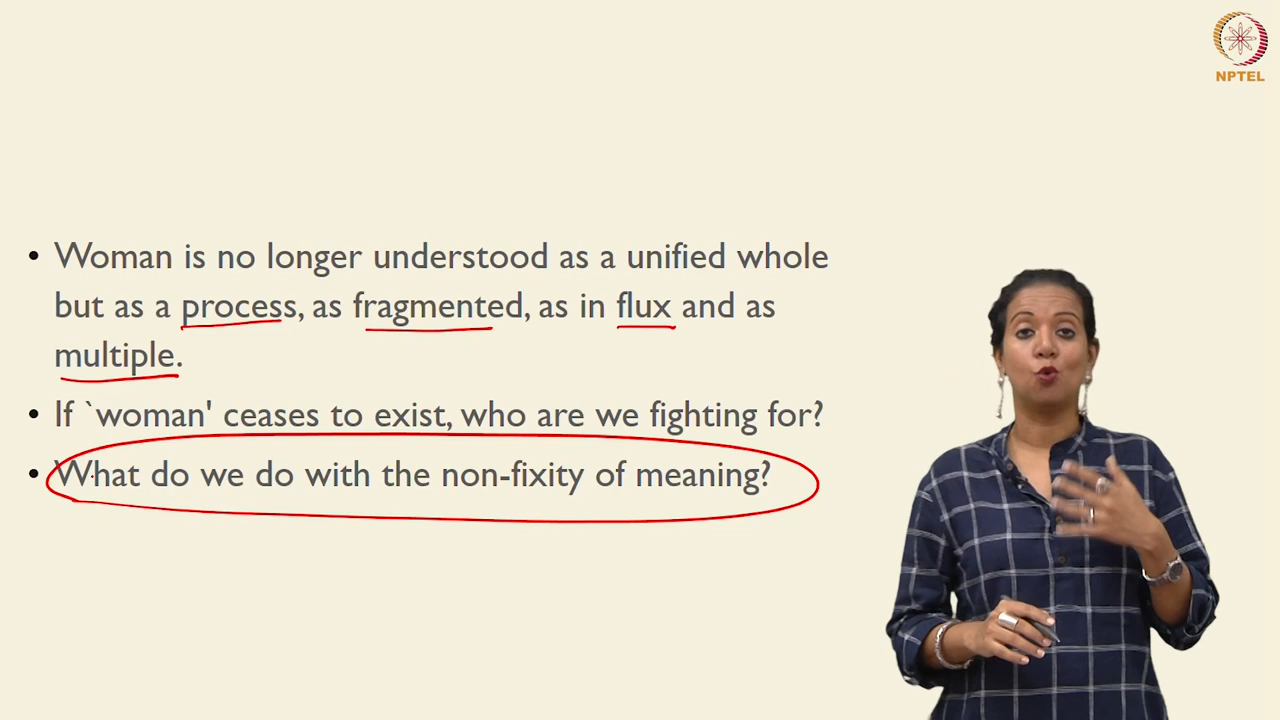 NPTEL
• Woman is no longer understood as a unified whole
but as a process, as fragmented, as in flux and as
multiple.
• If `woman' ceases to exist, who are we fighting for?
• What do we do with the non-fixity of meaning?